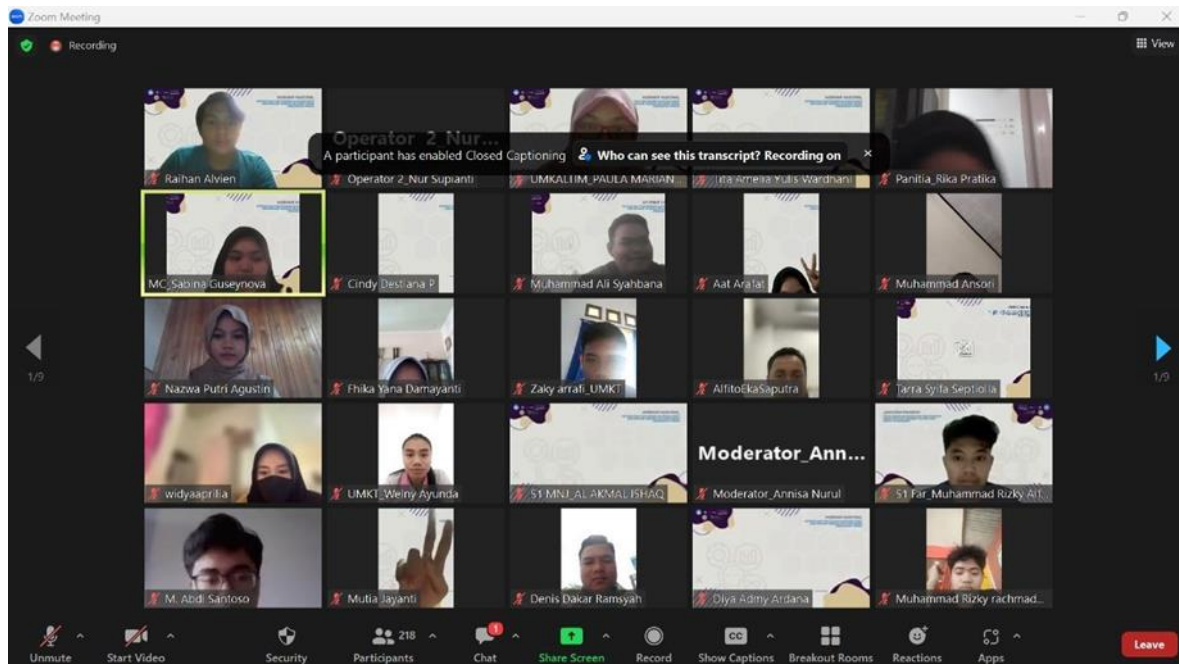 Zoom Meeting
Recording
View
Operator_2_Nur...
A participant has enabled Closed Captioning Who can see this transcript? Recording on
Raihan Alvien
Operator 2_Nur Supianti
UMKALTIM_PAULA MARIAN
Tita Amelia Yulis Wardhani
Panitia_Rika Pratika
MC_Sabina Guseynova
Cindy Destiana P
Muhammad Ali Syahbana
Aat Arafat
Muhammad Ansori
1/9
1/9
Nazwa Putri Agustin
Fhika Yana Damayanti
Zaky arrafi_UMKT
AlfitoEkaSaputra
Tarra Syifa Septiolla
Moderator_Ann...
widyaaprilia
UMKT_Welny Ayunda
S1 MNJ_AL AKMAL ISHAQ
Moderator_Annisa Nurul
S1 Far_Muhammad Rizky Alf...
M. Abdi Santoso
Mutia Jayanti
Denis Dakar Ramsyah
Diya Admy Ardana
Muhammad Rizky rachmad...
218
1
CC
Unmute
Start Video
Security
Participants
Chat
Share Screen
Record
Show Captions
Breakout Rooms
Reactions
Apps
Leave